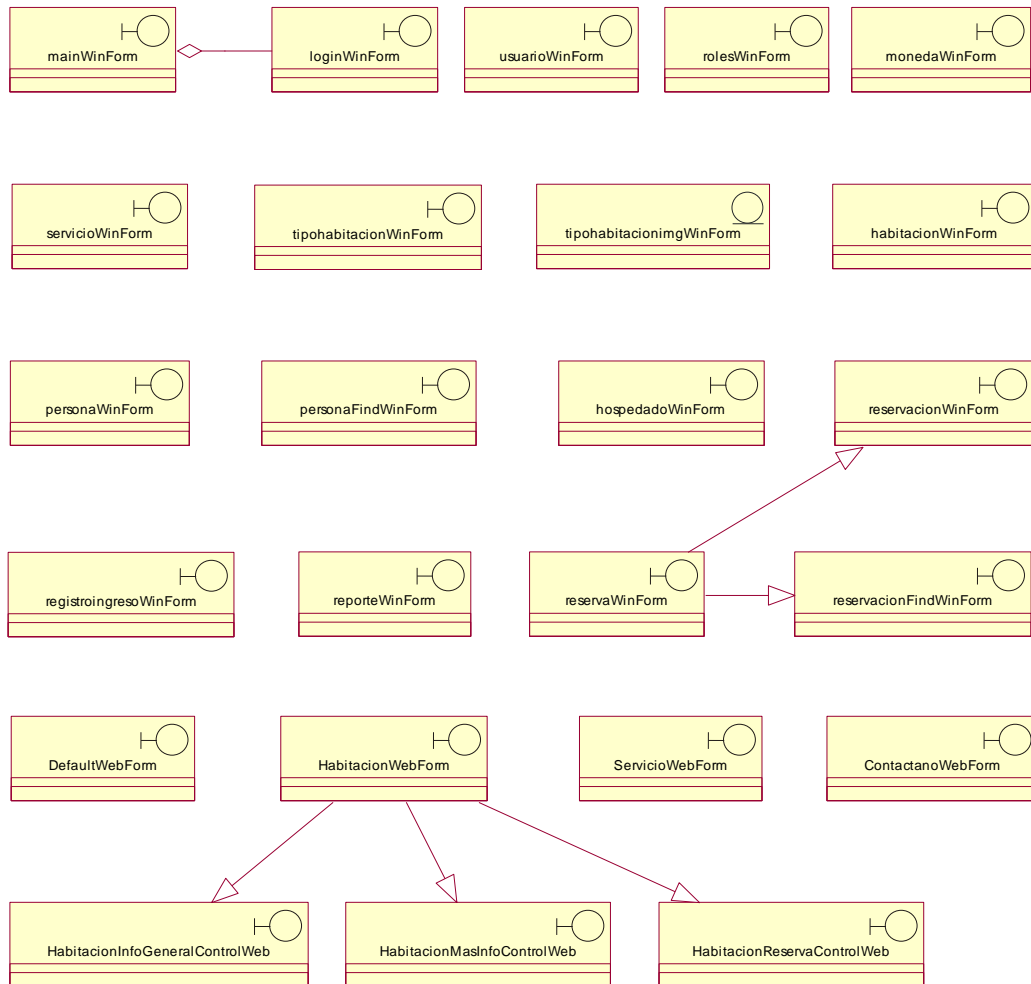 mainWinForm
loginWinForm
usuarioWinForm
rolesWinForm
monedaWinForm
servicioWinForm
tipohabitacionWinForm
tipohabitacionimgWinForm
habitacionWinForm
personaWinForm
personaFindWinForm
hospedadoWinForm
reservacionWinForm
registroingresoWinForm
reporteWinForm
reservaWinForm
reservacionFindWinForm
DefaultWebForm
HabitacionWebForm
ServicioWebForm
ContactanoWebForm
HabitacionInfoGeneralControlWeb
HabitacionMasInfoControlWeb
HabitacionReservaControlWeb